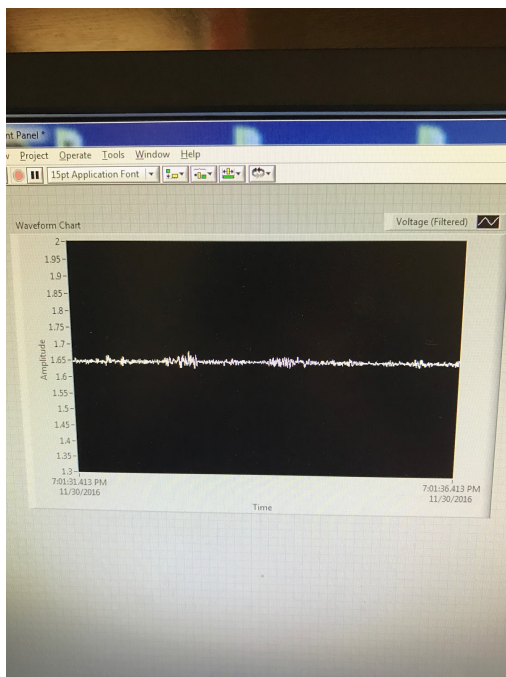 nt Panel *
Project Operate Tools Window Help
15pt Application Font
Waveform Chart
Voltage (Filtered)
2
1.95
1.9
1.85
1.8
1.75
1.7
1.65
1.6
1.55
1.5
1.45
1.4
1.35
1.3
Amplitude
7:01:31.413 PM
11/30/2016
7:01:36.413 PM
11/30/2016
Time